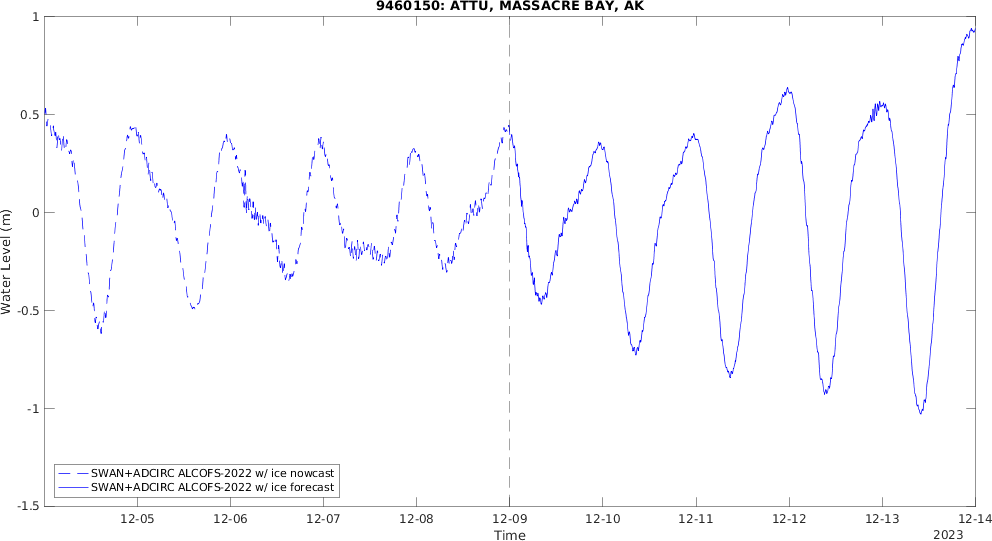 9460150: ATTU, MASSACRE BAY, AK
1
0.5
0
-0.5
-1
-1.5
Water Level (m)
SWAN+ADCIRC ALCOFS-2022 w/ ice nowcast
SWAN+ADCIRC ALCOFS-2022 w/ ice forecast
12-05 12-06 12-07 12-08 12-09 12-10 12-11 12-12 12-13 12-14
Time
2023